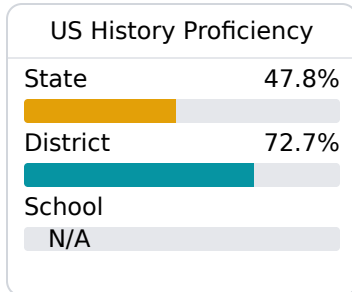 US History Proficiency
State 47.8%
District 72.7%
School
N/A